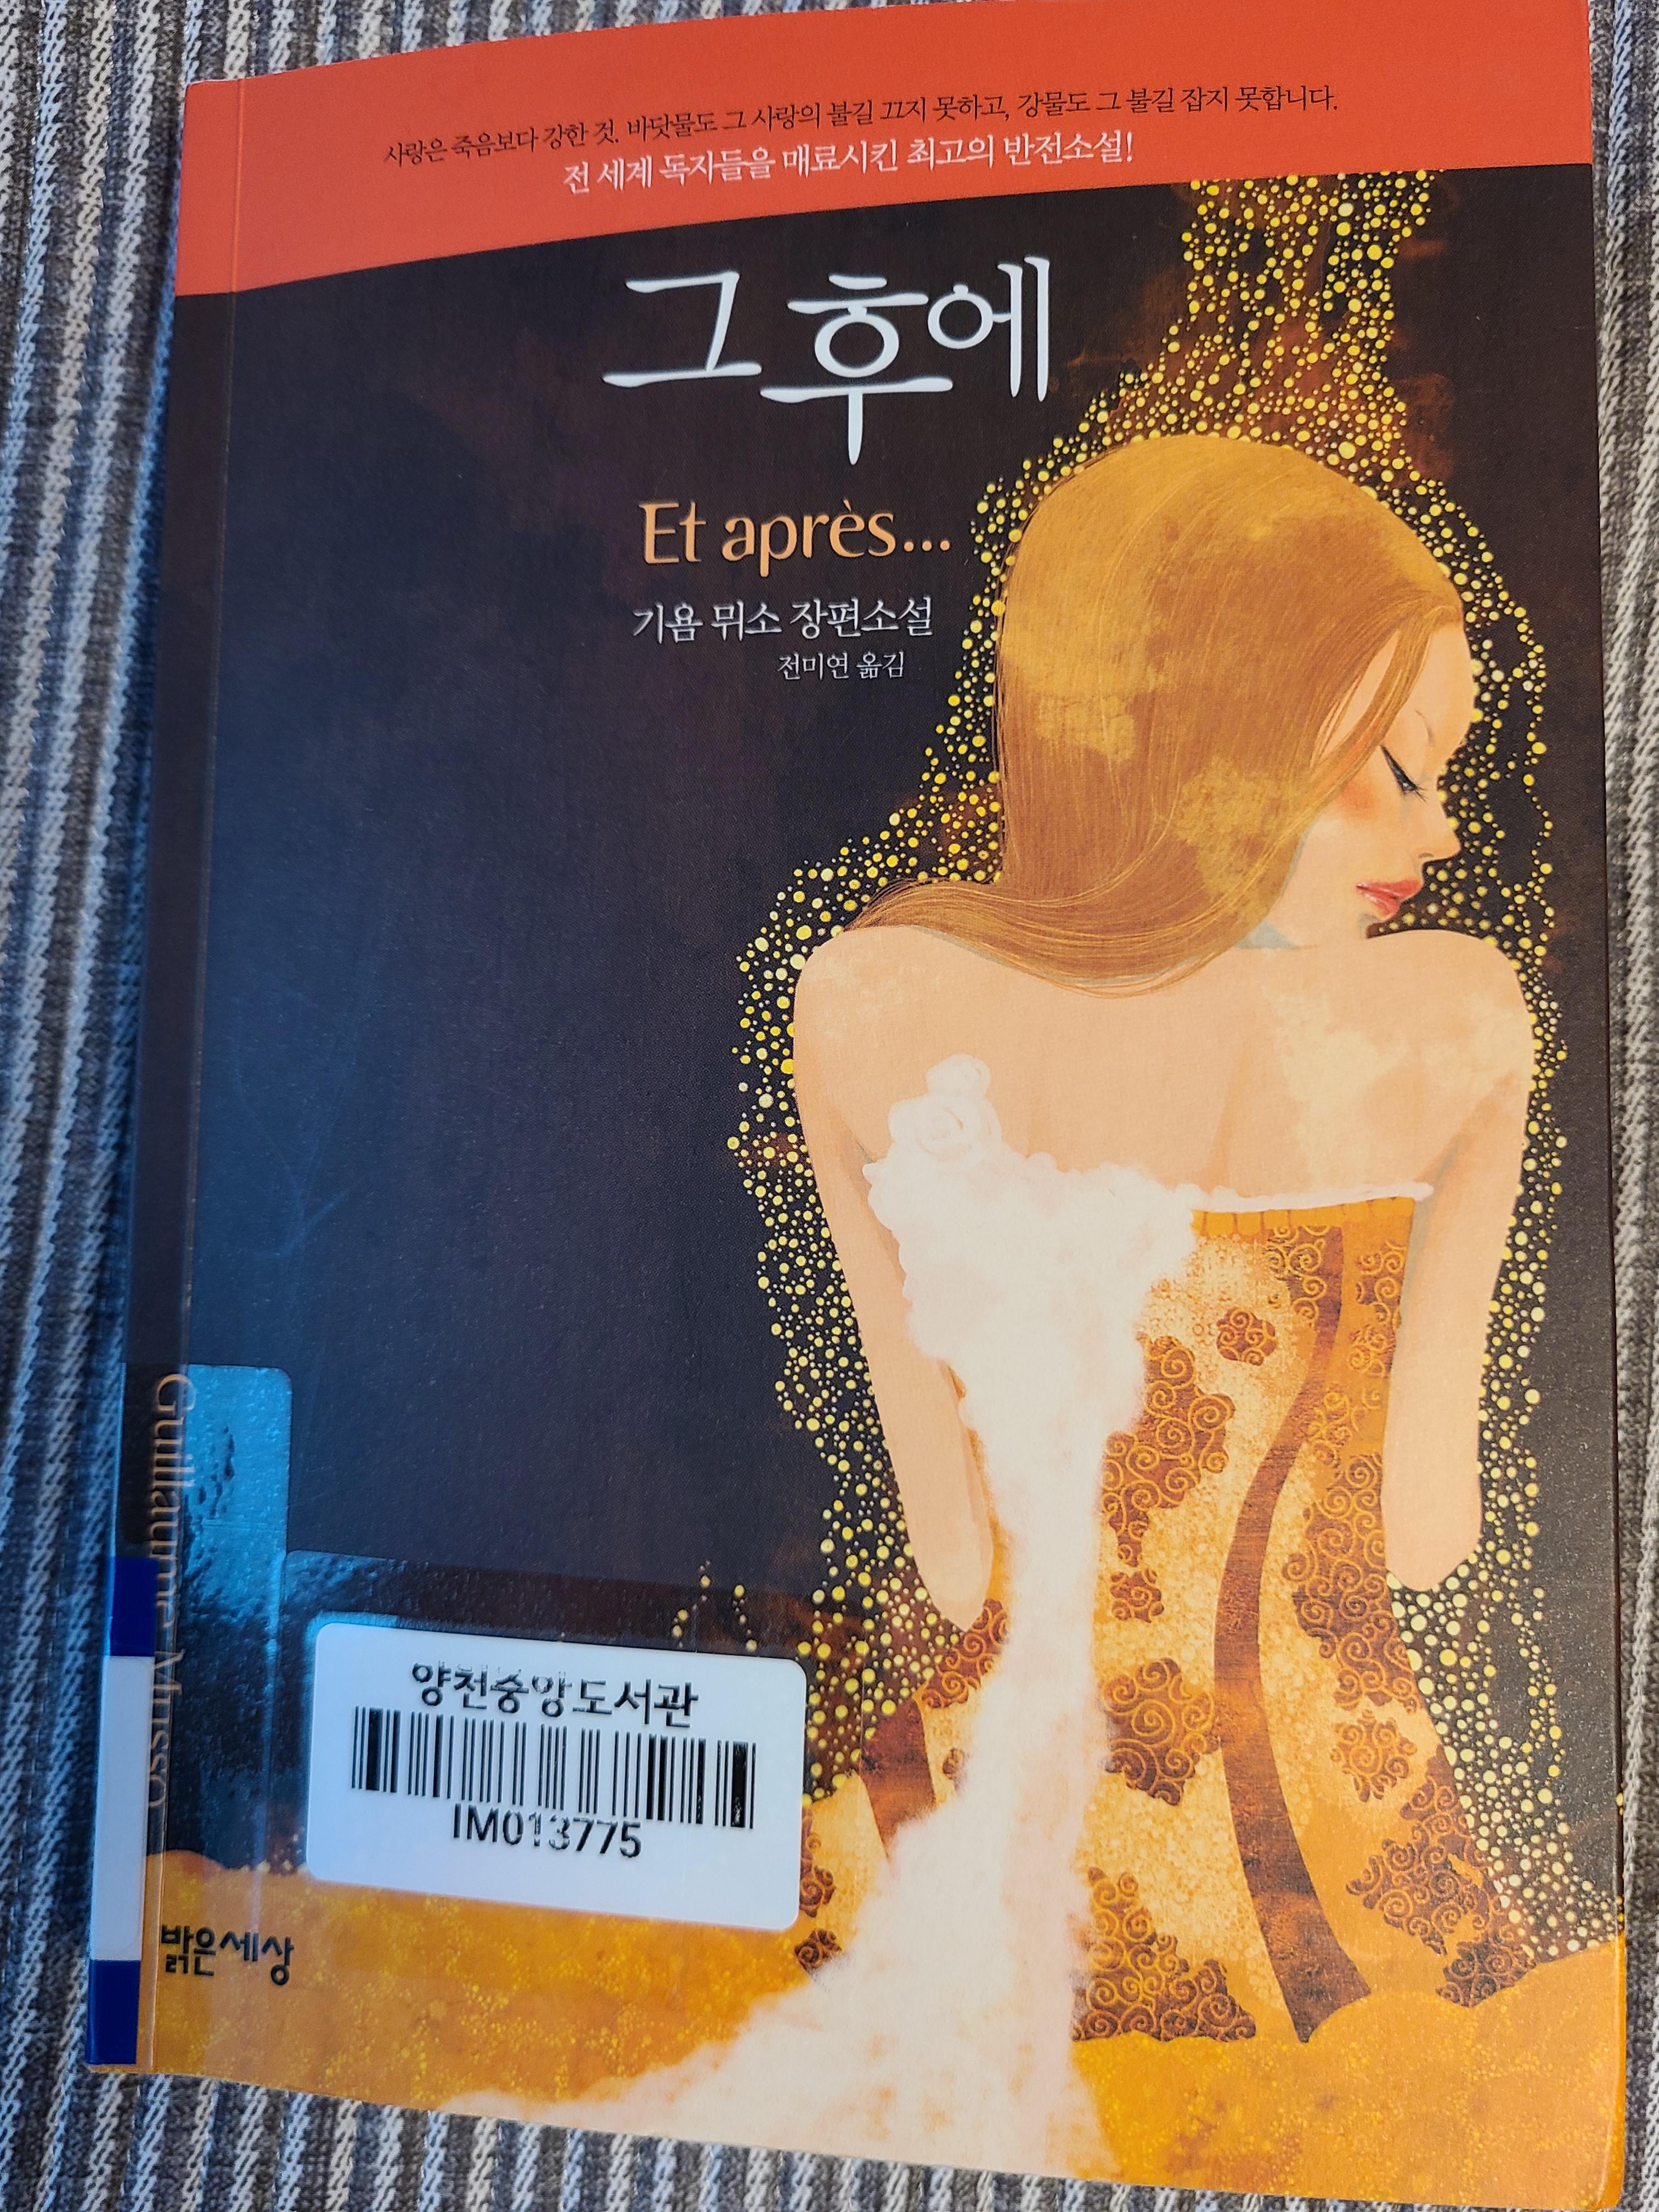 사랑은 죽음보다 강한 것. 바닷물도 그 사랑의 불길 끄지 못하고, 강물도 그 불길 잡지 못합니다.
전 세계 독자들을 매료시킨 최고의 반전소설!
그 후에
Et après...
기욤 뮈소 장편소설
전미연 옮김
Guillaume Musso
양천중앙도서관
IM013775
밝은세상